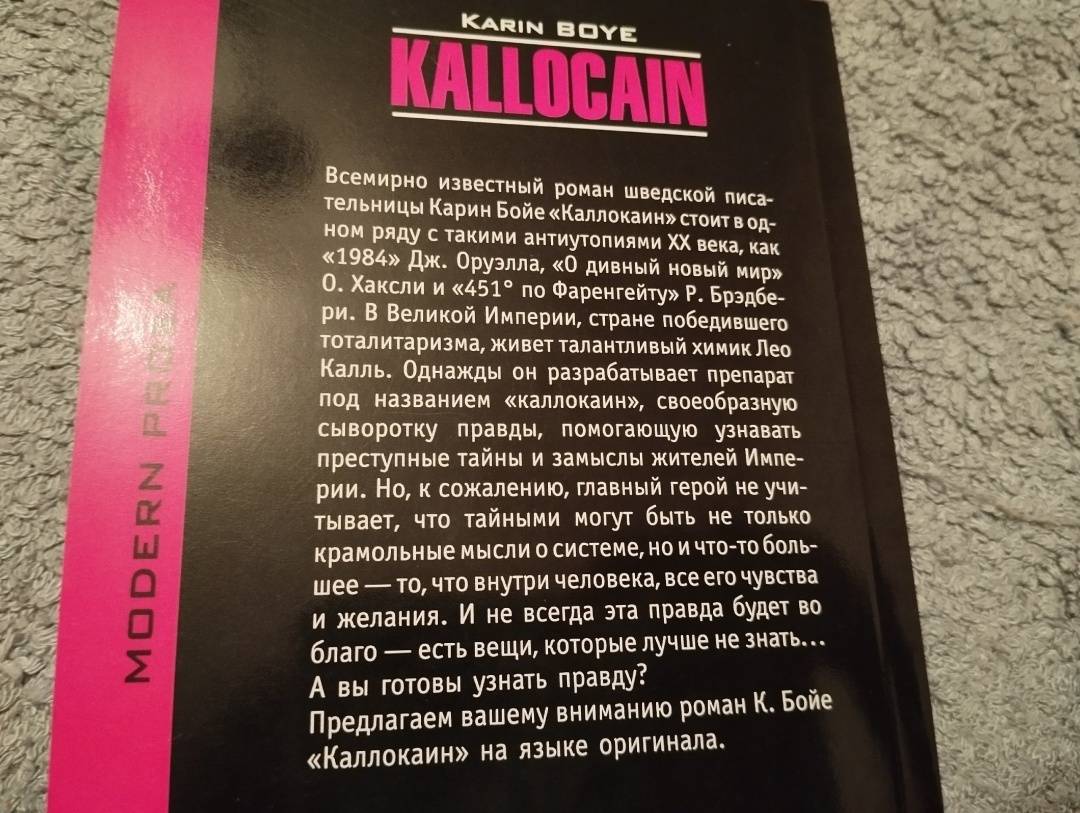 KARIN BOYE
KALLOCAIN
Всемирно известный роман шведской писа-
тельницы Карин Бойе «Каллокаин» стоит в од-
ном ряду с такими антиутопиями XX века, как
«1984» Дж. Оруэлла, «О дивный новый мир»
О. Хаксли и «451° по Фаренгейту» Р. Брэдбе-
ри. В Великой Империи, стране победившего
тоталитаризма, живет талантливый химик Лео
Калль. Однажды он разрабатывает препарат
под названием «каллокаин», своеобразную
сыворотку правды, помогающую узнавать
преступные тайны и замыслы жителей Импе-
рии. Но, к сожалению, главный герой не учи-
тывает, что тайными могут быть не только
крамольные мысли о системе, но и что-то боль-
шее — то, что внутри человека, все его чувства
и желания. И не всегда эта правда будет во
благо — есть вещи, которые лучше не знать...
А вы готовы узнать правду?
Предлагаем вашему вниманию роман К. Бойе
«Каллокаин» на языке оригинала.
MODERN PROSA